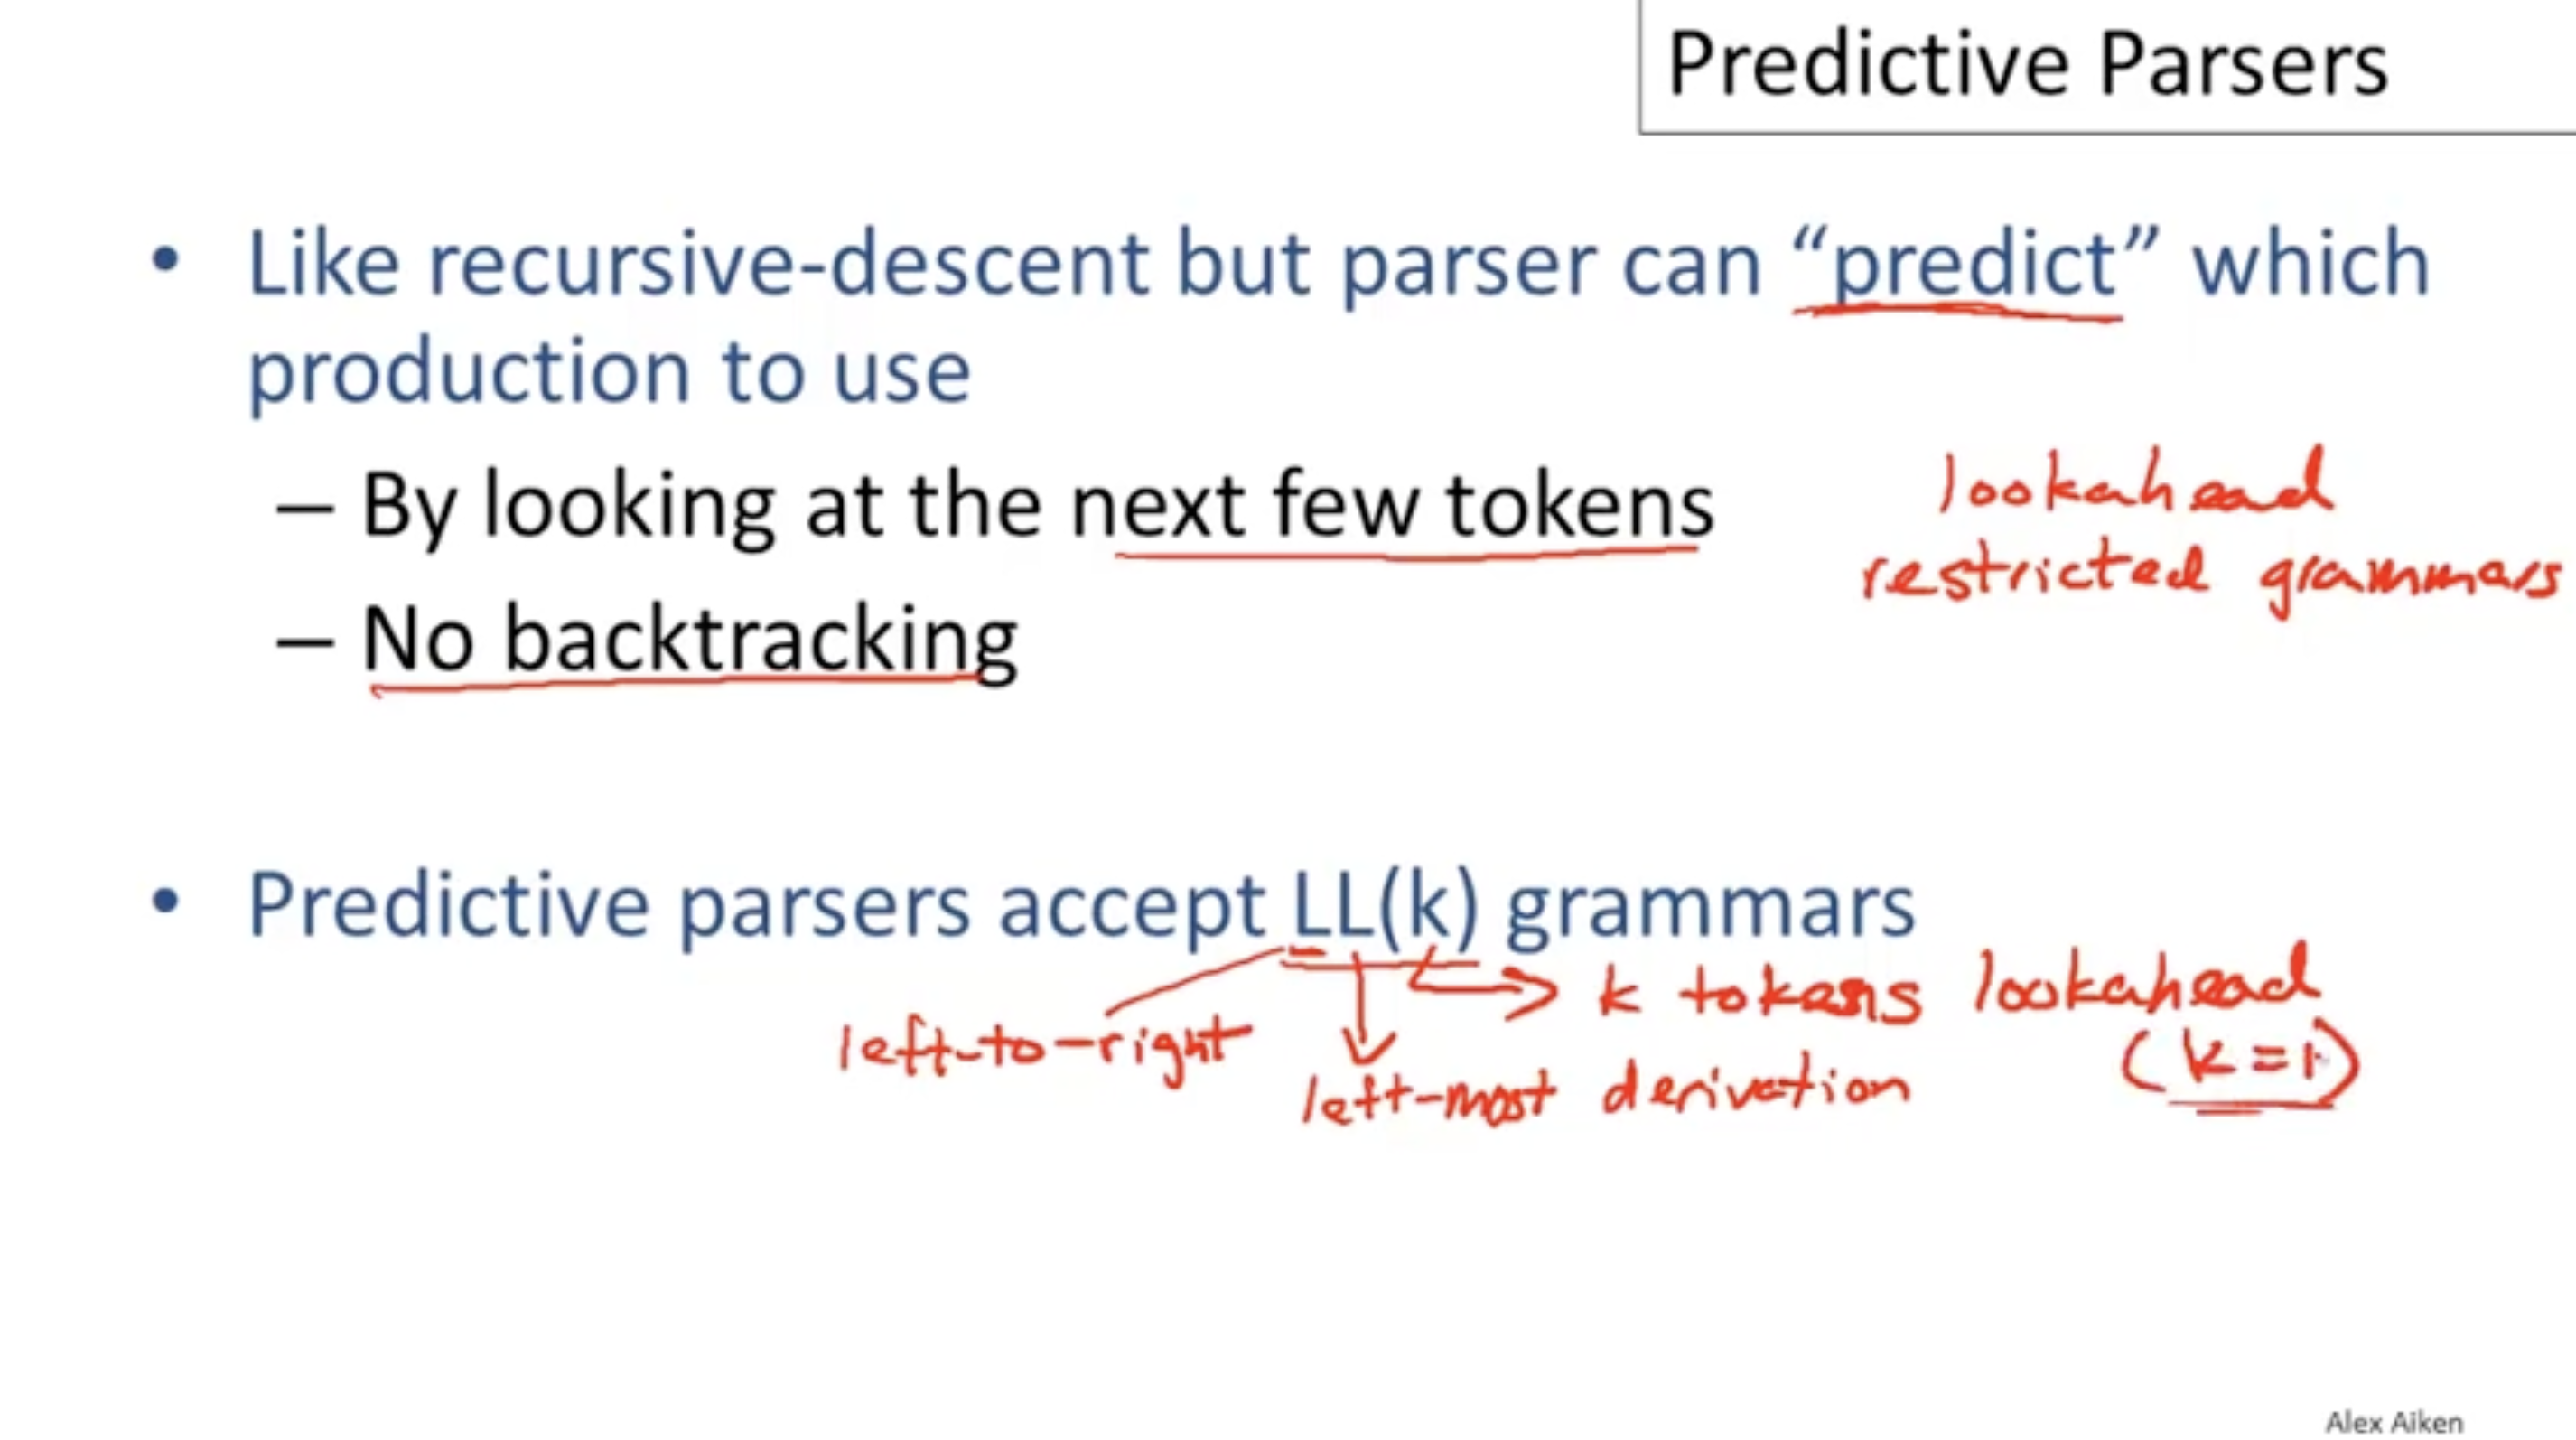 Predictive Parsers
• Like recursive-descent but parser can “predict” which
production to use
– By looking at the next few tokens
lookahead
restricted grammars
– No backtracking
• Predictive parsers accept LL(k) grammars
k tokens lookahead
left-to-right
(k=1)
left-most derivation
Alex Aiken